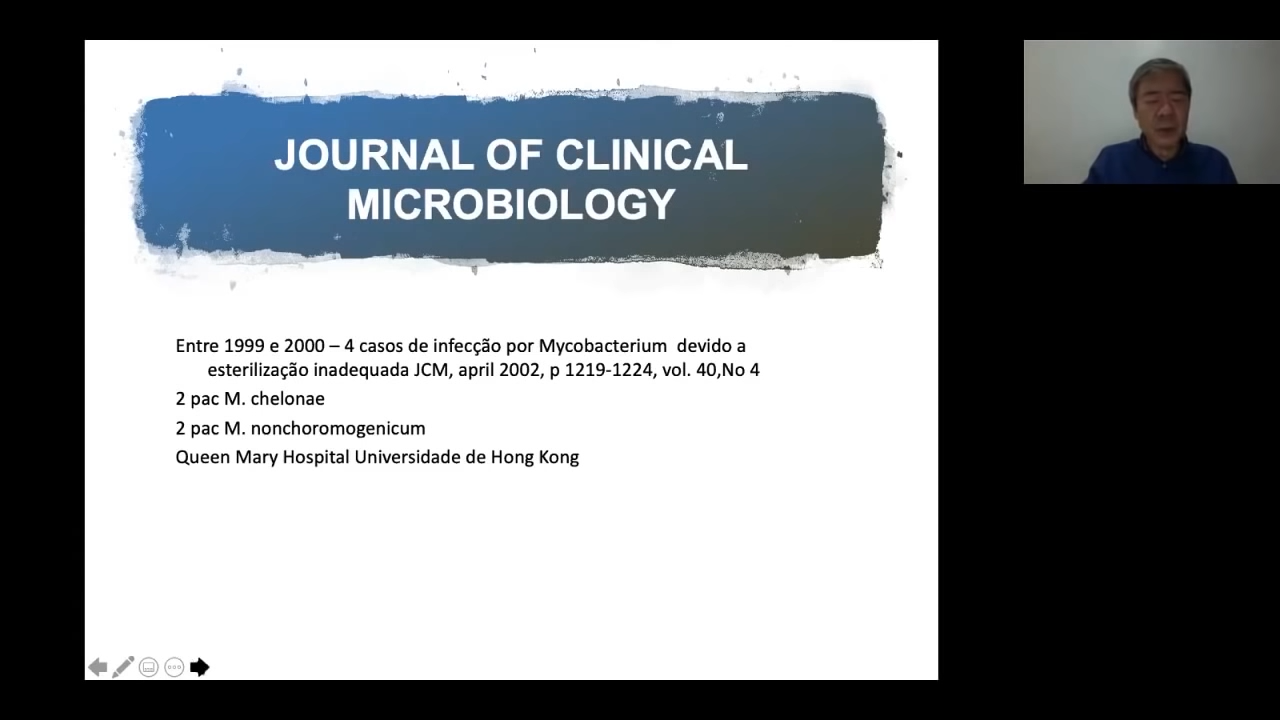 JOURNAL OF CLINICAL
MICROBIOLOGY
Entre 1999 e 2000 – 4 casos de infecção por Mycobacterium  devido a
esterilização inadequada JCM, april 2002, p 1219-1224, vol. 40,No 4
2 pac M. chelonae
2 pac M. nonchoromogenicum
Queen Mary Hospital Universidade de Hong Kong